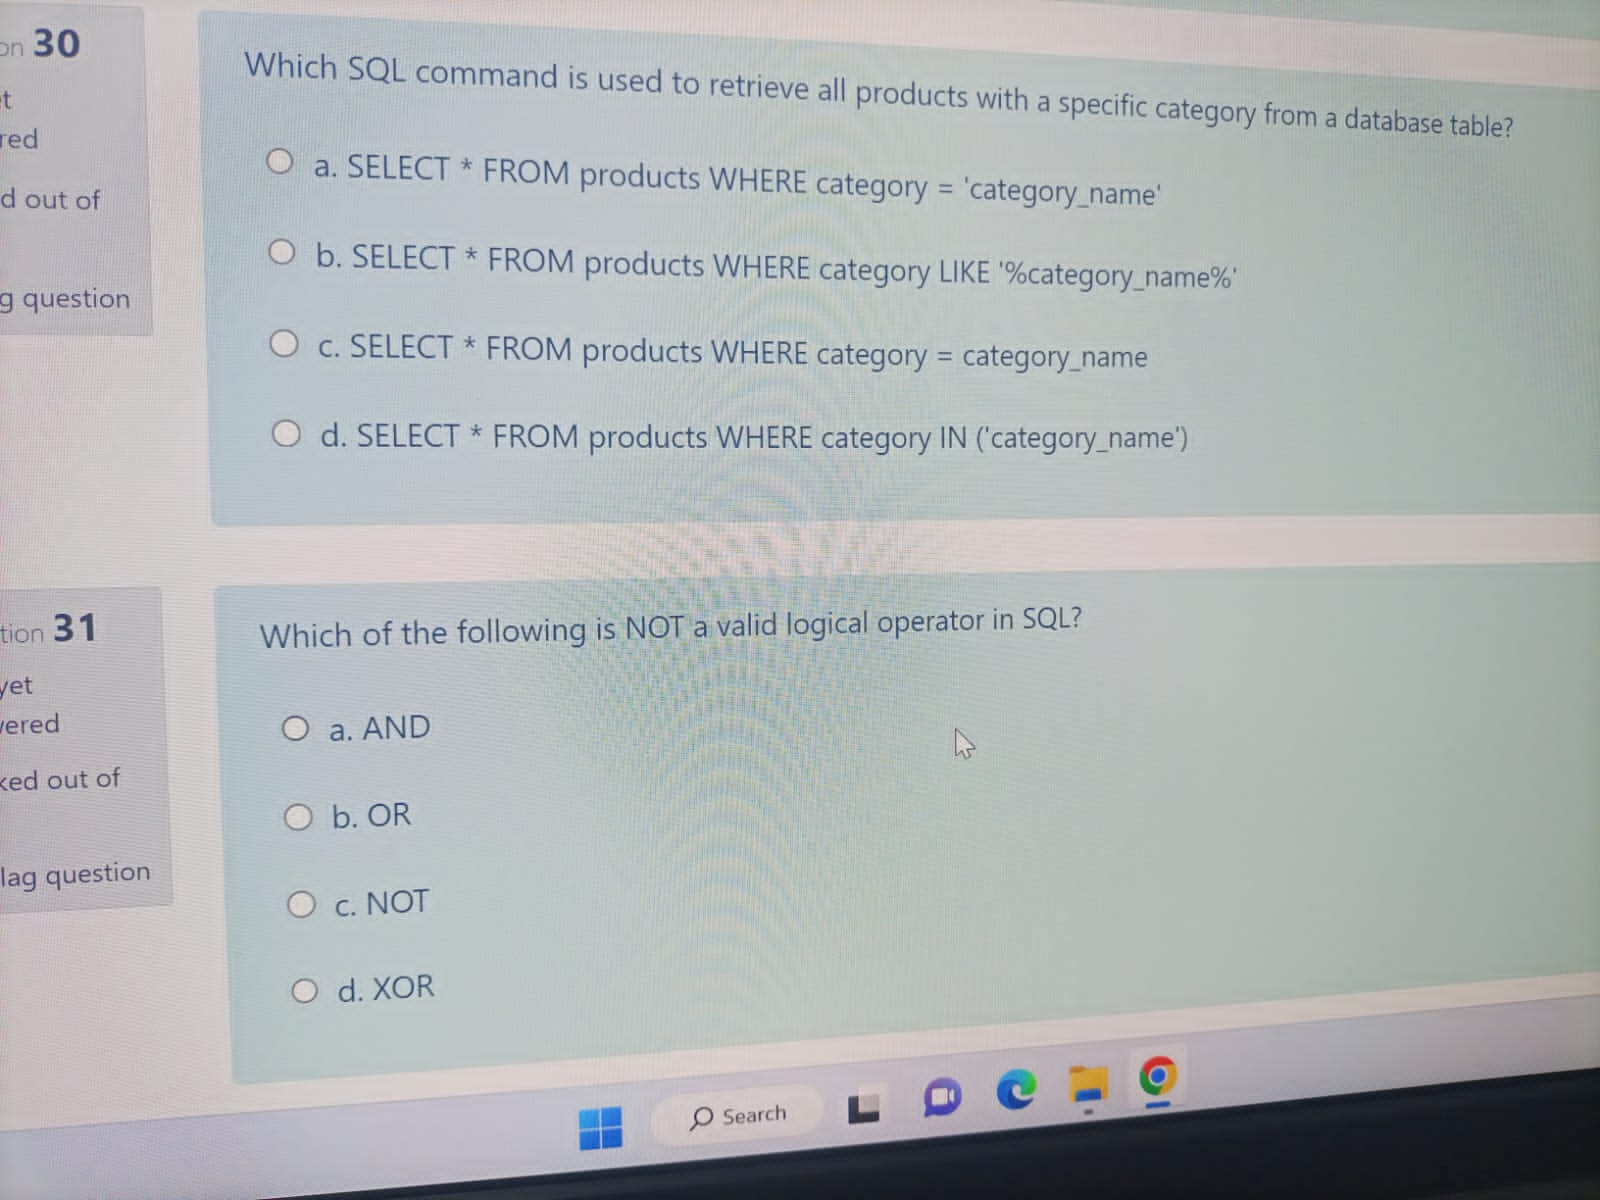 on 30
et
red
d out of
g question
Which SQL command is used to retrieve all products with a specific category from a database table?
a. SELECT * FROM products WHERE category = 'category_name'
b. SELECT * FROM products WHERE category LIKE '%category_name%'
c. SELECT * FROM products WHERE category = category_name
d. SELECT * FROM products WHERE category IN ('category_name')
tion 31
yet
vered
ked out of
lag question
Which of the following is NOT a valid logical operator in SQL?
a. AND
b. OR
c. NOT
d. XOR
Search